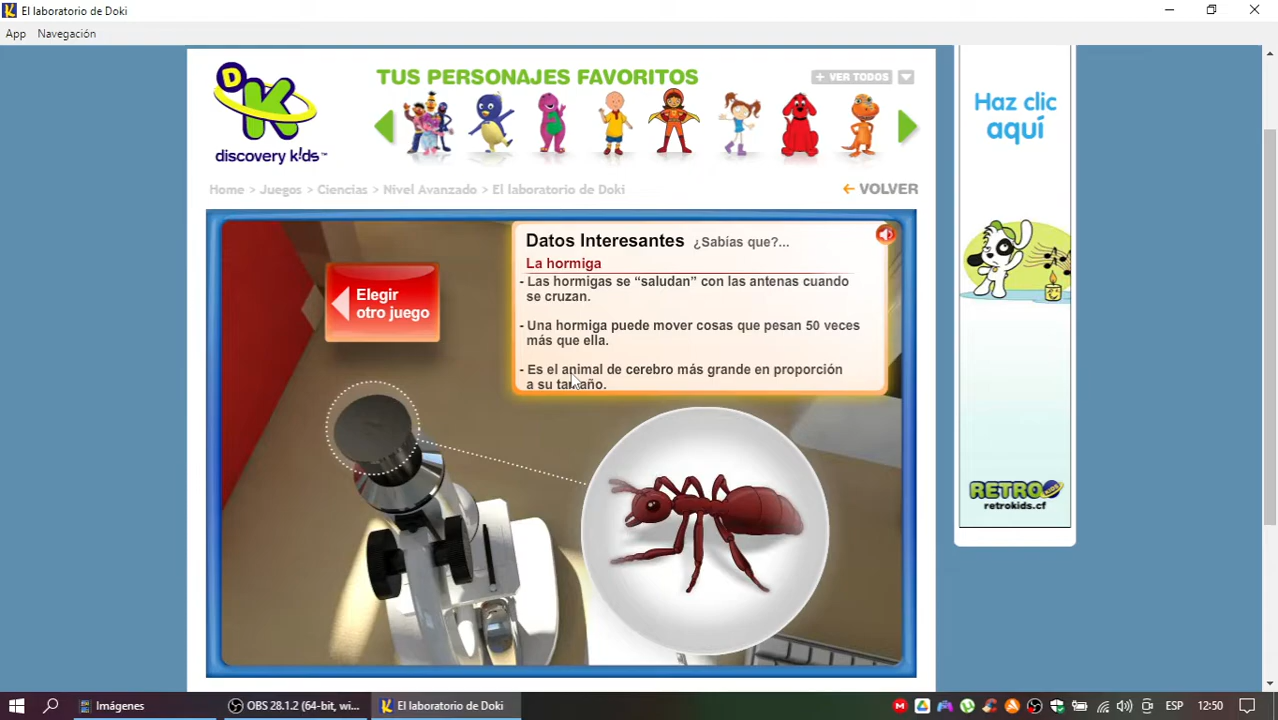 El laboratorio de Doki
App Navegación
D K
discovery k!ds™
TUS PERSONAJES FAVORITOS
+ VER TODOS
Home > Juegos > Ciencias > Nivel Avanzado > El laboratorio de Doki
VOLVER
Elegir
otro juego
Datos Interesantes ¿Sabías que?...
La hormiga
- Las hormigas se “saludan” con las antenas cuando
se cruzan.
- Una hormiga puede mover cosas que pesan 50 veces
más que ella.
- Es el animal de cerebro más grande en proporción
a su tamaño.
Haz clic
aquí
RETRO
retrokids.cf
Imágenes
OBS 28.1.2 (64-bit, wi...
El laboratorio de Doki
ESP
12:50